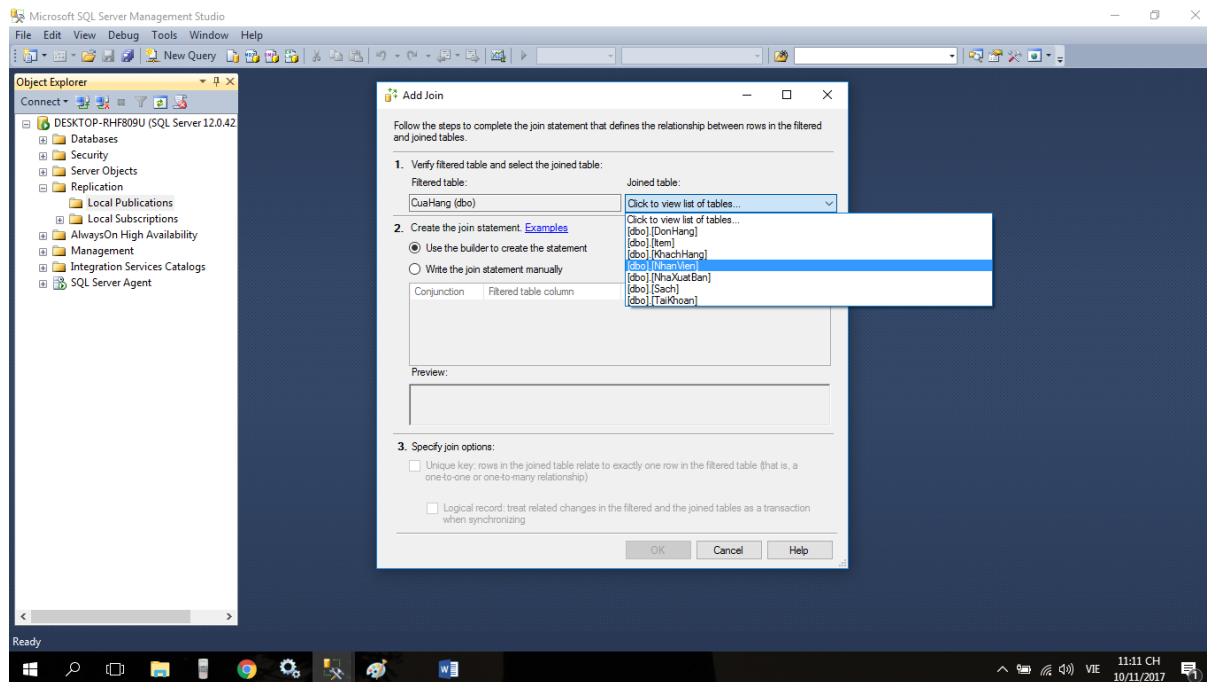 Microsoft SQL Server Management Studio
File Edit View Debug Tools Window Help
New Query
Object Explorer
Connect
DESKTOP-RHF809U (SQL Server 12.0.42
Databases
Security
Server Objects
Replication
Local Publications
Local Subscriptions
AlwaysOn High Availability
Management
Integration Services Catalogs
SQL Server Agent
Add Join
Follow the steps to complete the join statement that defines the relationship between rows in the filtered
and joined tables.
1. Verify filtered table and select the joined table:
Filtered table: Joined table:
CuaHang (dbo) Click to view list of tables...
Click to view list of tables...
[dbo].[DonHang]
[dbo].[Item]
[dbo].[KhachHang]
[dbo].[NhanVien]
[dbo].[NhaXuatBan]
[dbo].[Sach]
[dbo].[TaiKhoan]
2. Create the join statement. Examples
Use the builder to create the statement
Write the join statement manually
Conjunction Filtered table column
Preview:
3. Specify join options:
Unique key: rows in the joined table relate to exactly one row in the filtered table (that is, a
one-to-one or one-to-many relationship)
Logical record: treat related changes in the filtered and the joined tables as a transaction
when synchronizing
OK Cancel Help
Ready
VIE
11:11 CH
10/11/2017
1